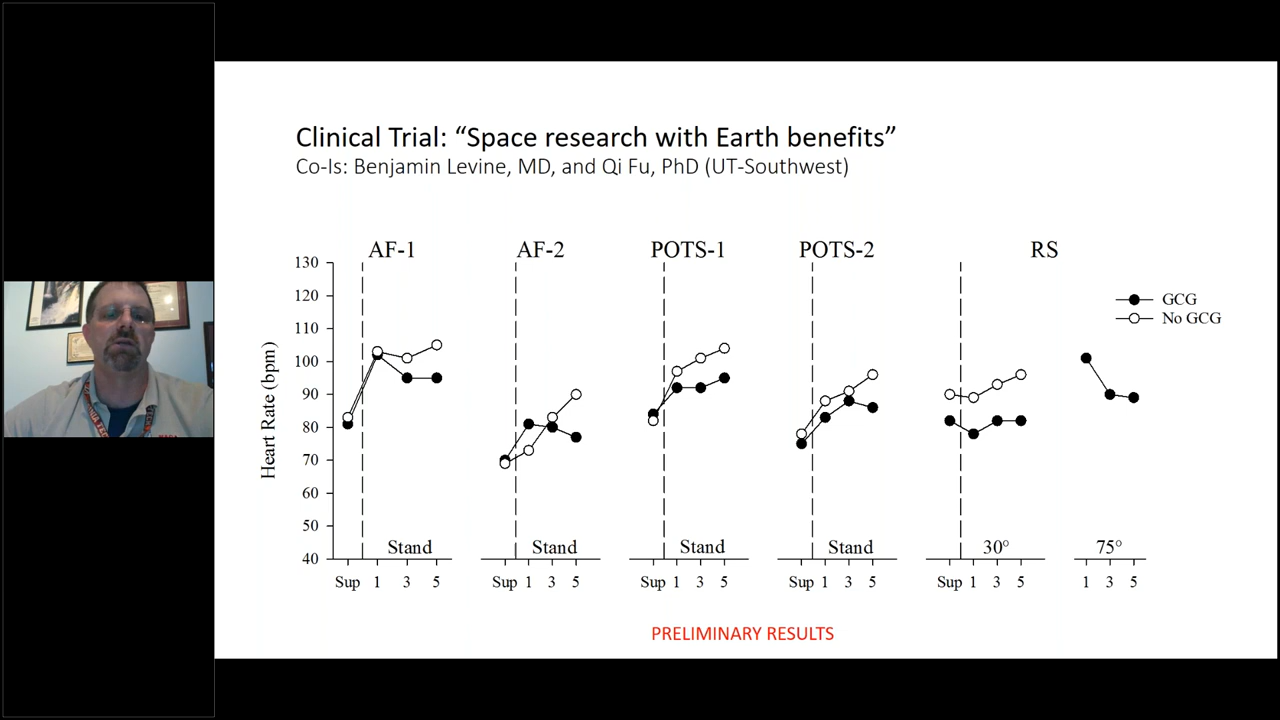 Clinical Trial: “Space research with Earth benefits”
Co-Is: Benjamin Levine, MD, and Qi Fu, PhD (UT-Southwest)
AF-1 AF-2 POTS-1 POTS-2 RS
130
120
110
100
90
80
70
60
50
40
Heart Rate (bpm)
GCG
No GCG
Stand Stand Stand Stand 30° 75°
Sup 1 3 5 Sup 1 3 5 Sup 1 3 5 Sup 1 3 5 Sup 1 3 5 1 3 5
PRELIMINARY RESULTS